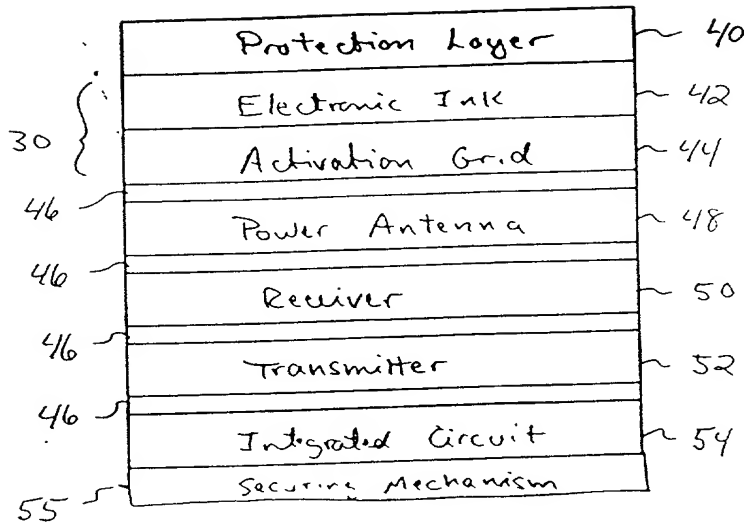 Protection Layer 40
Electronic Ink 42
30
Activation Grid 44
46
Power Antenna 48
46
Receiver 50
46
Transmitter 52
46
Integrated Circuit 54
Securing Mechanism
55